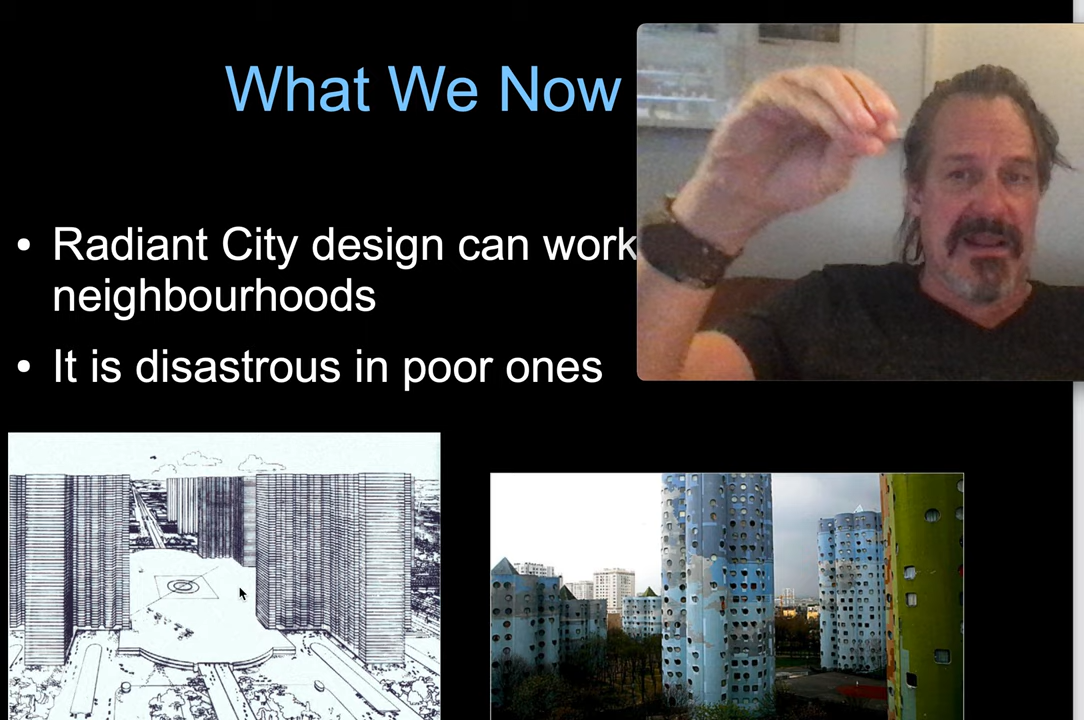 What We Now
Radiant City design can work
neighbourhoods
It is disastrous in poor ones